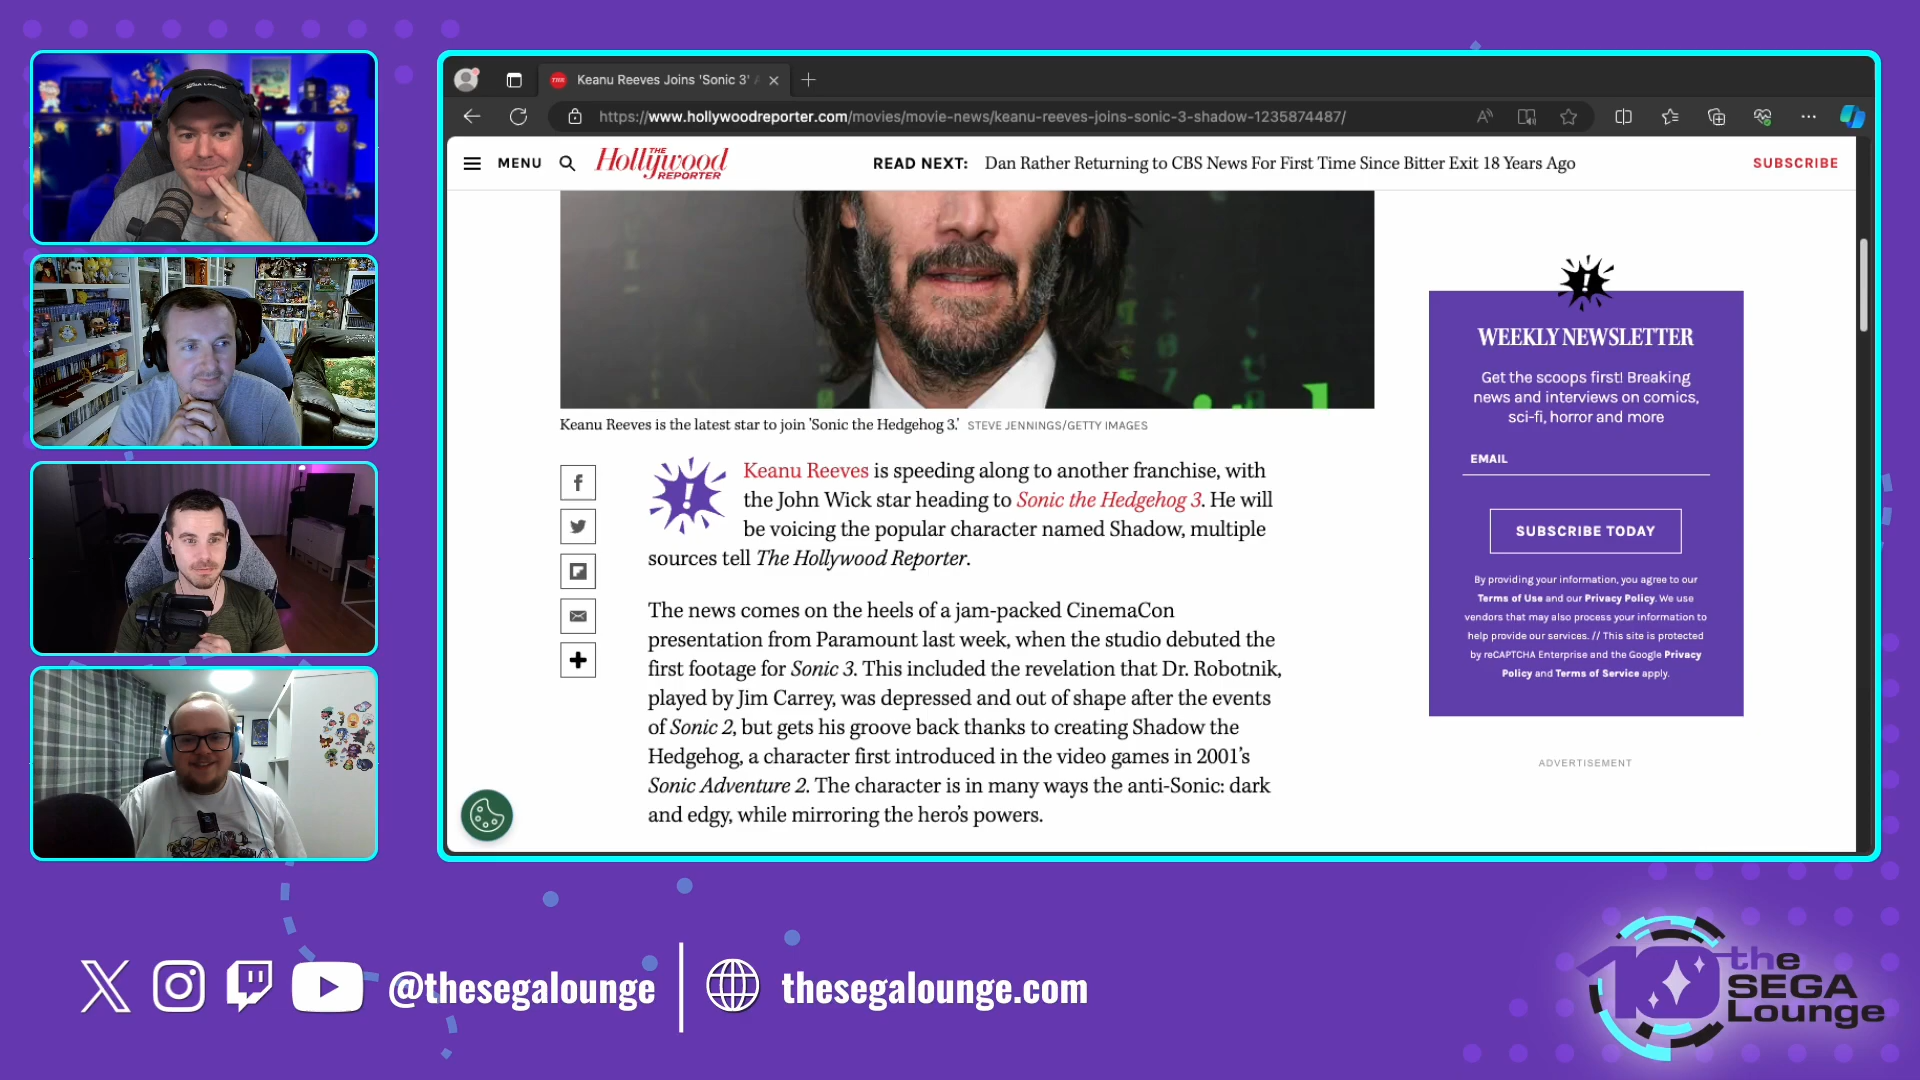 Keanu Reeves Joins 'Sonic 3'
https://www.hollywoodreporter.com/movies/movie-news/keanu-reeves-joins-sonic-3-shadow-1235874487/
MENU
THE Hollywood REPORTER
READ NEXT: Dan Rather Returning to CBS News For First Time Since Bitter Exit 18 Years Ago
SUBSCRIBE
Keanu Reeves is the latest star to join 'Sonic the Hedgehog 3.' STEVE JENNINGS/GETTY IMAGES
Keanu Reeves is speeding along to another franchise, with
the John Wick star heading to Sonic the Hedgehog 3. He will
be voicing the popular character named Shadow, multiple
sources tell The Hollywood Reporter.
The news comes on the heels of a jam-packed CinemaCon
presentation from Paramount last week, when the studio debuted the
first footage for Sonic 3. This included the revelation that Dr. Robotnik,
played by Jim Carrey, was depressed and out of shape after the events
of Sonic 2, but gets his groove back thanks to creating Shadow the
Hedgehog, a character first introduced in the video games in 2001's
Sonic Adventure 2. The character is in many ways the anti-Sonic: dark
and edgy, while mirroring the hero's powers.
WEEKLY NEWSLETTER
Get the scoops first! Breaking
news and interviews on comics,
sci-fi, horror and more
EMAIL
SUBSCRIBE TODAY
By providing your information, you agree to our
Terms of Use and our Privacy Policy. We use
vendors that may also process your information to
help provide our services. // This site is protected
by reCAPTCHA Enterprise and the Google Privacy
Policy and Terms of Service apply.
ADVERTISEMENT
@thesegalounge
thesegalounge.com
10
the
SEGA
Lounge